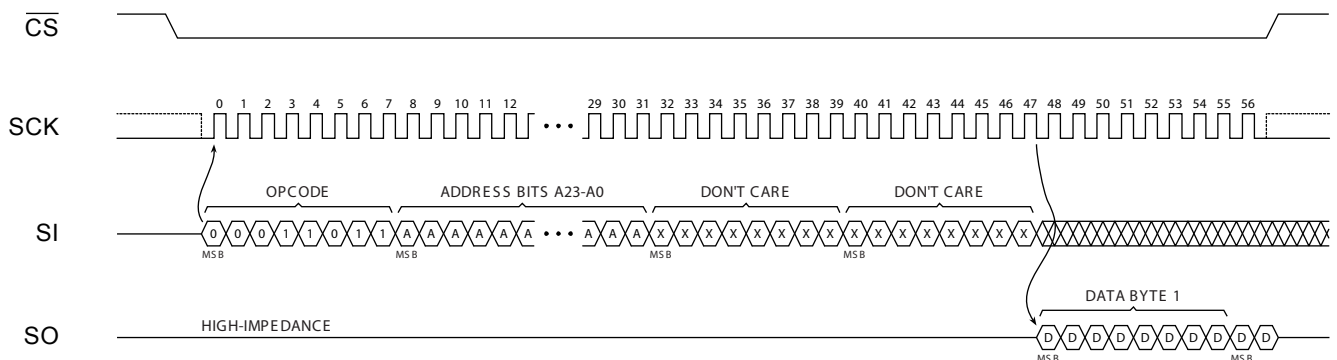 CS
SCK
0 1 2 3 4 5 6 7 8 9 10 11 12 29 30 31 32 33 34 35 36 37 38 39 40 41 42 43 44 45 46 47 48 49 50 51 52 53 54 55 56
OPCODE ADDRESS BITS A23-A0 DON'T CARE DON'T CARE
SI
0 0 0 1 1 0 1 1 A A A A A A A A A X X X X X X X X X X X X X X X X
MSB MSB MSB MSB
DATA BYTE 1
SO
HIGH-IMPEDANCE
D D D D D D D D D D
MSB MSB